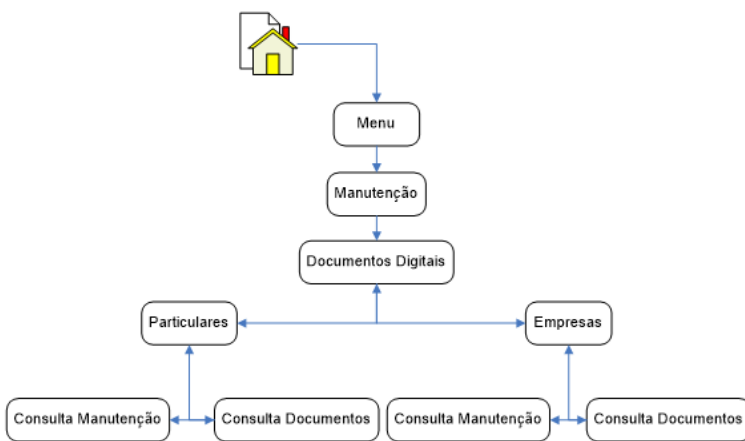 Menu
Manutenção
Documentos Digitais
Particulares
Empresas
Consulta Manutenção
Consulta Documentos
Consulta Manutenção
Consulta Documentos